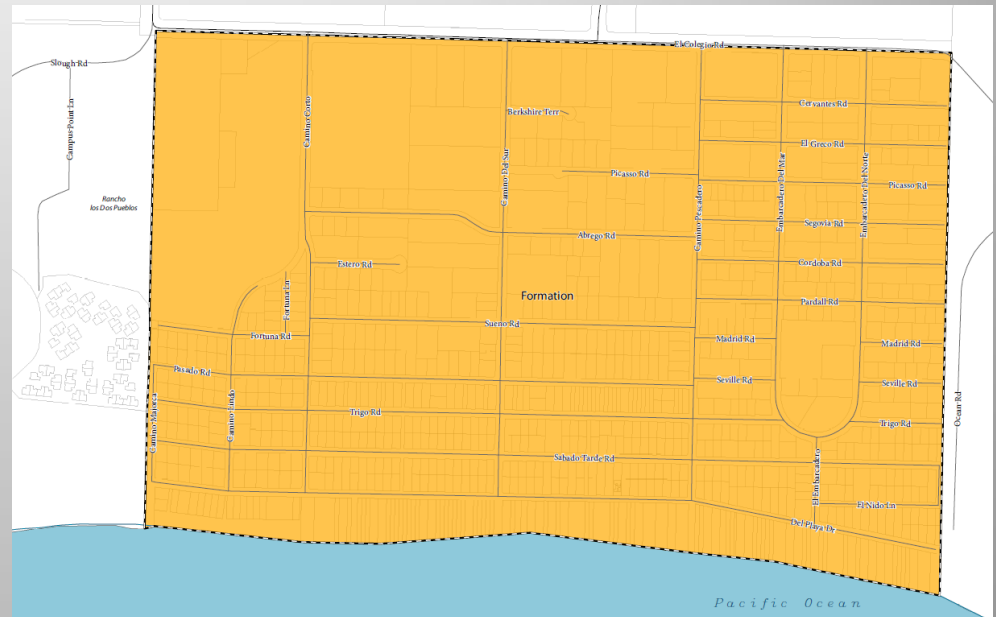 El Colegio Rd
Slough Rd
Campus Point Ln
Camino Corto
Berkshire Terr
Cervantes Rd
El Greco Rd
Camino Del Sur
Picasso Rd
Embarcadero Del Mar
Embarcadero Del Norte
Picasso Rd
Rancho
los Dos Pueblos
Camino Pescadero
Segovia Rd
Abrego Rd
Estero Rd
Cordoba Rd
Fortuna Ln
Formation
Pardall Rd
Sueno Rd
Fortuna Rd
Madrid Rd
Madrid Rd
Pasado Rd
Seville Rd
Seville Rd
Camino Majorca
Camino Lindo
Trigo Rd
Trigo Rd
Ocean Rd
Sabado Tarde Rd
El Embarcadero
El Nido Ln
Del Playa Dr
Pacific Ocean